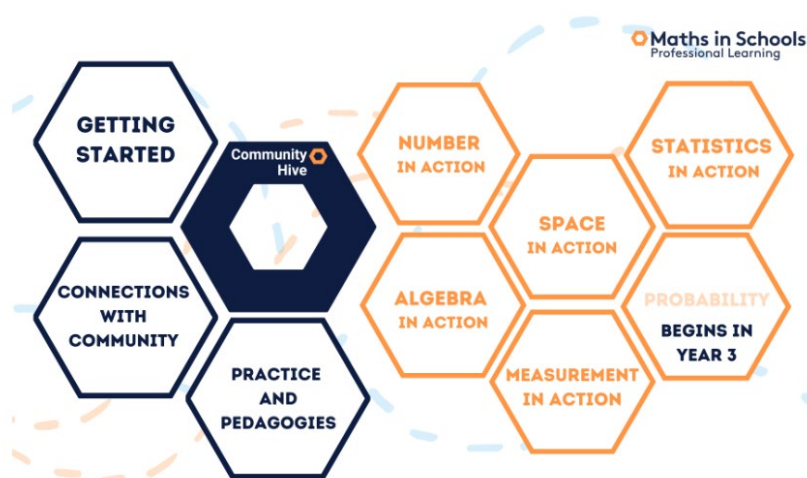 Maths in Schools
Professional Learning
GETTING
STARTED
Community
Hive
CONNECTIONS
WITH
COMMUNITY
PRACTICE
AND
PEDAGOGIES
NUMBER
IN ACTION
ALGEBRA
IN ACTION
SPACE
IN ACTION
MEASUREMENT
IN ACTION
STATISTICS
IN ACTION
PROBABILITY
BEGINS IN
YEAR 3